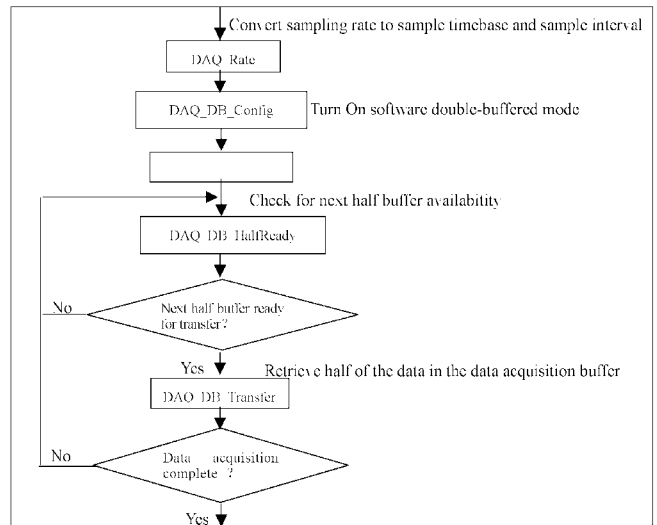 Convert sampling rate to sample timebase and sample interval
DAQ_Rate
DAQ_DB_Config
Turn On software double-buffered mode
Check for next half buffer availabitity
DAQ_DB_HalfReady
No
Next half buffer ready
for transfer?
Yes
Retrieve half of the data in the data acquisition buffer
DAQ_DB_Transfer
No
Data acquisition
complete ?
Yes